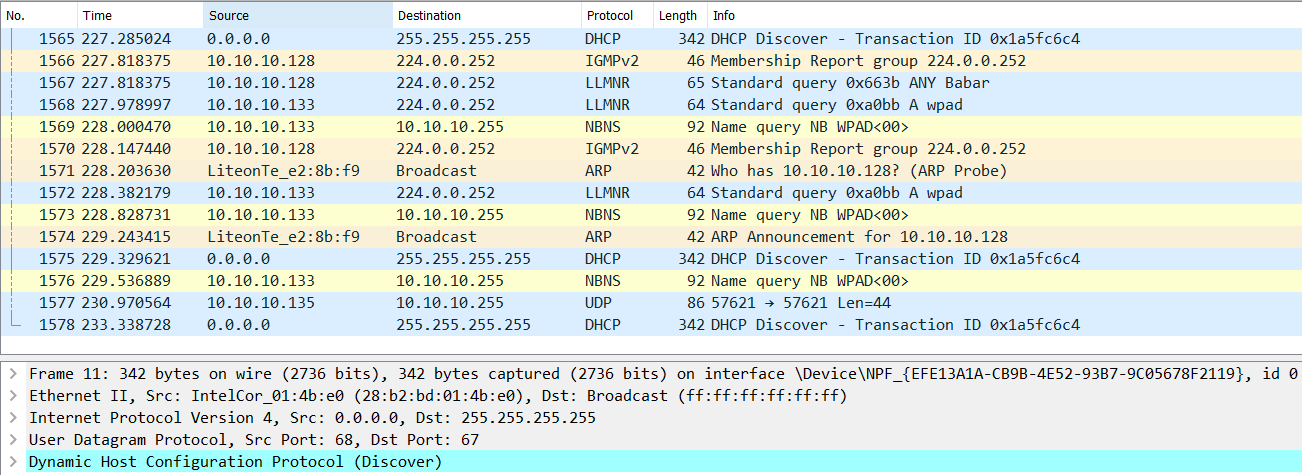 No. Time Source Destination Protocol Length Info
1565 227.285024 0.0.0.0 255.255.255.255 DHCP 342 DHCP Discover - Transaction ID 0x1a5fc6c4
1566 227.818375 10.10.10.128 224.0.0.252 IGMPv2 46 Membership Report group 224.0.0.252
1567 227.818375 10.10.10.128 224.0.0.252 LLMNR 65 Standard query 0x663b ANY Babar
1568 227.978997 10.10.10.133 224.0.0.252 LLMNR 64 Standard query 0xa0bb A wpad
1569 228.000470 10.10.10.133 10.10.10.255 NBNS 92 Name query NB WPAD<00>
1570 228.147440 10.10.10.128 224.0.0.252 IGMPv2 46 Membership Report group 224.0.0.252
1571 228.203630 LiteonTe_e2:8b:f9 Broadcast ARP 42 Who has 10.10.10.128? (ARP Probe)
1572 228.382179 10.10.10.133 224.0.0.252 LLMNR 64 Standard query 0xa0bb A wpad
1573 228.828731 10.10.10.133 10.10.10.255 NBNS 92 Name query NB WPAD<00>
1574 229.243415 LiteonTe_e2:8b:f9 Broadcast ARP 42 ARP Announcement for 10.10.10.128
1575 229.329621 0.0.0.0 255.255.255.255 DHCP 342 DHCP Discover - Transaction ID 0x1a5fc6c4
1576 229.536889 10.10.10.133 10.10.10.255 NBNS 92 Name query NB WPAD<00>
1577 230.970564 10.10.10.135 10.10.10.255 UDP 86 57621 → 57621 Len=44
1578 233.338728 0.0.0.0 255.255.255.255 DHCP 342 DHCP Discover - Transaction ID 0x1a5fc6c4
Frame 11: 342 bytes on wire (2736 bits), 342 bytes captured (2736 bits) on interface \Device\NPF_{EFE13A1A-CB9B-4E52-93B7-9C05678F2119}, id 0
Ethernet II, Src: IntelCor_01:4b:e0 (28:b2:bd:01:4b:e0), Dst: Broadcast (ff:ff:ff:ff:ff:ff)
Internet Protocol Version 4, Src: 0.0.0.0, Dst: 255.255.255.255
User Datagram Protocol, Src Port: 68, Dst Port: 67
Dynamic Host Configuration Protocol (Discover)